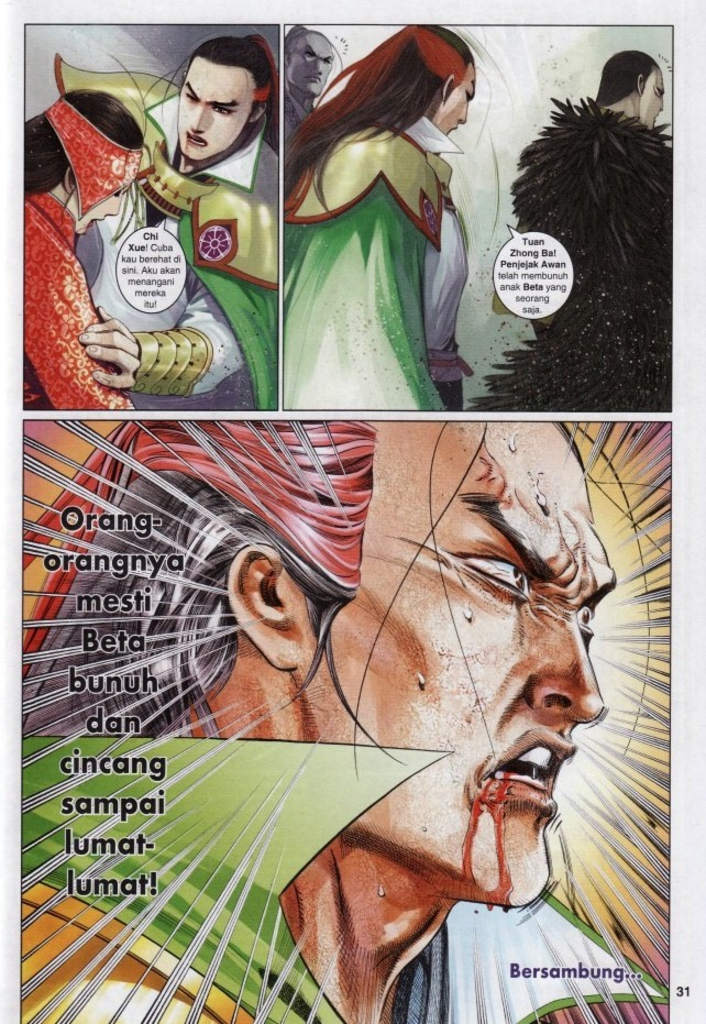 Chi
Xue! Cuba
kau berehat di
sini. Aku akan
menangani
mereka
itu!
Tuan
Zhong Ba!
Penjejak Awan
telah membunuh
anak Beta yang
seorang
saja.
Orang-
orangnya
mesti
Beta
bunuh
dan
cincang
sampai
lumat-
lumat!
Bersambung...
31